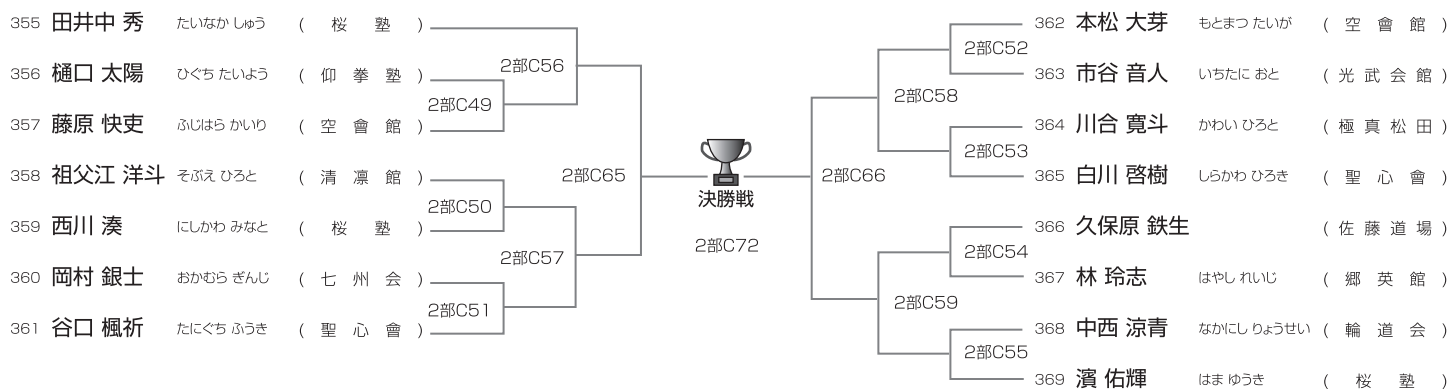 355 田井中 秀 たいなか しゅう ( 桜 塾 )
356 樋口 太陽 ひぐち たいよう ( 仰 拳 塾 )
357 藤原 快吏 ふじはら かいり ( 空 會 館 )
358 祖父江 洋斗 そぶえ ひろと ( 清 凛 館 )
359 西川 湊 にしかわ みなと ( 桜 塾 )
360 岡村 銀士 おかむら ぎんじ ( 七 州 会 )
361 谷口 楓祈 たにぐち ふうき ( 聖 心 會 )
2部C56
2部C49
2部C50
2部C57
2部C51
2部C65
決勝戦
2部C72
2部C66
2部C52
2部C58
2部C53
2部C54
2部C59
2部C55
362 本松 大芽 もとまつ たいが ( 空 會 館 )
363 市谷 音人 いちたに おと ( 光 武 会 館 )
364 川合 寛斗 かわい ひろと ( 極 真 松 田 )
365 白川 啓樹 しらかわ ひろき ( 聖 心 會 )
366 久保原 鉄生 ( 佐 藤 道 場 )
367 林 玲志 はやし れいじ ( 郷 英 館 )
368 中西 涼青 なかにし りょうせい ( 輪 道 会 )
369 濱 佑輝 はま ゆうき ( 桜 塾 )